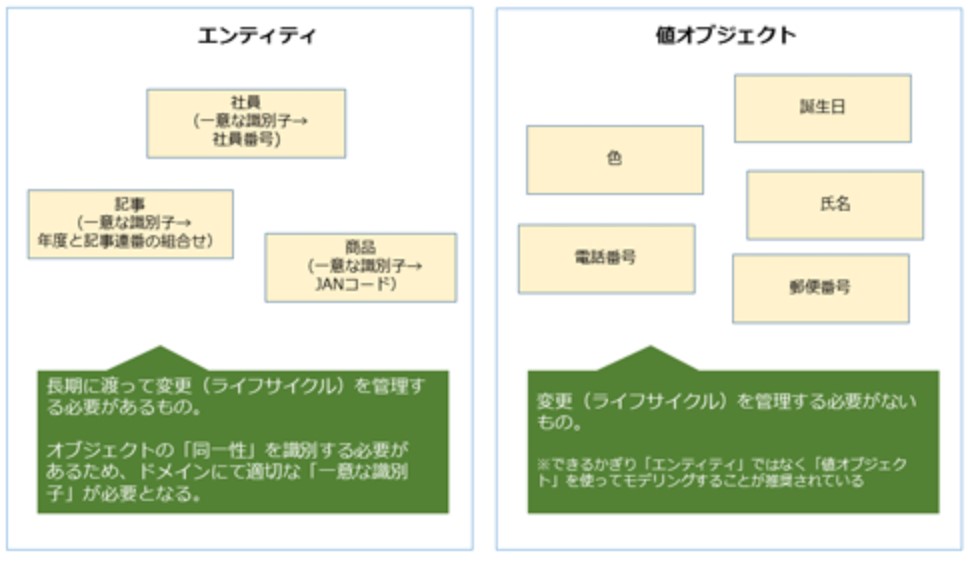 エンティティ
社員
(一意な識別子→
社員番号)
記事
(一意な識別子→
年度と記事連番の組合せ)
商品
(一意な識別子→
JANコード)
長期に渡って変更（ライフサイクル）を管理す
る必要があるもの。
オブジェクトの「同一性」を識別する必要が
あるため、ドメインにて適切な「一意な識別
子」が必要となる。
値オブジェクト
誕生日
色
氏名
電話番号
郵便番号
変更（ライフサイクル）を管理する必要がない
もの。
※できるかぎり「エンティティ」ではなく「値オブジェク
ト」を使ってモデリングすることが推奨されている